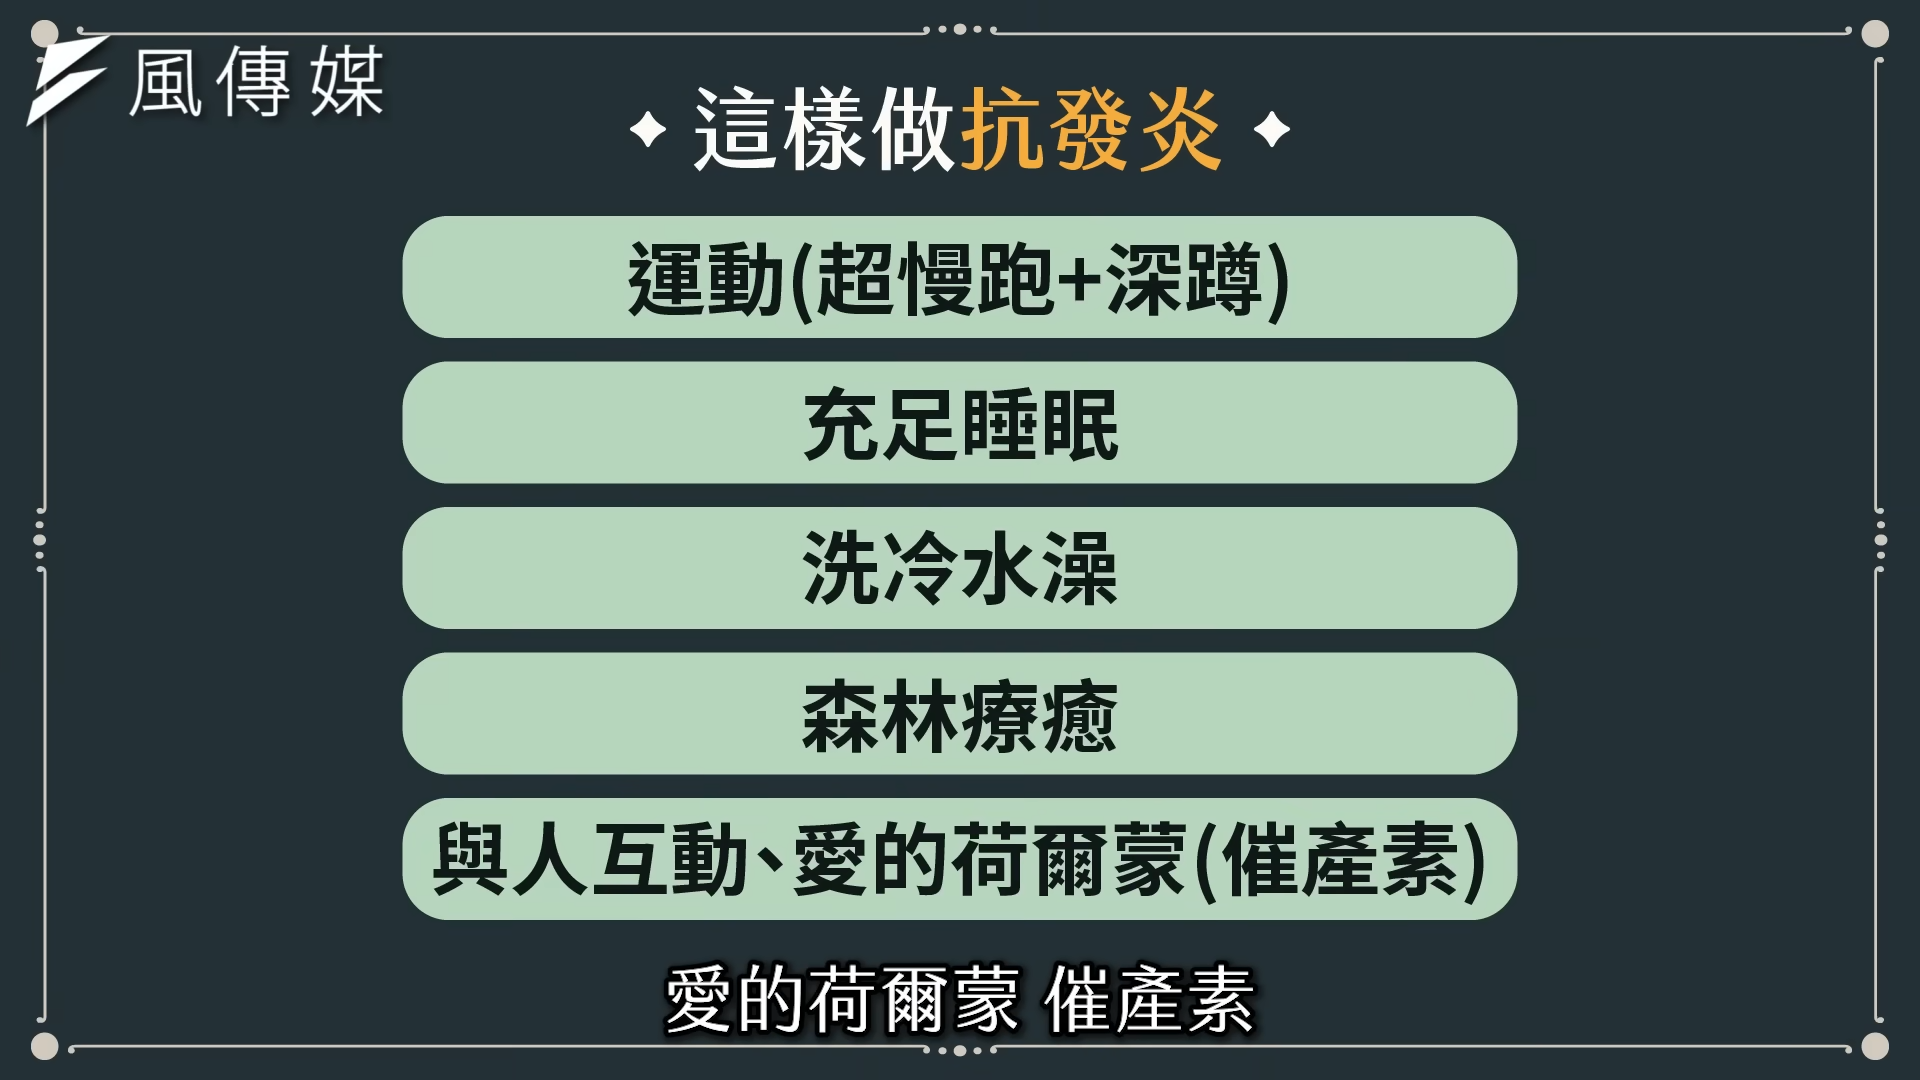 風傳媒
這樣做抗發炎
運動(超慢跑+深蹲)
充足睡眠
洗冷水澡
森林療癒
與人互動、愛的荷爾蒙(催產素)
愛的荷爾蒙 催產素